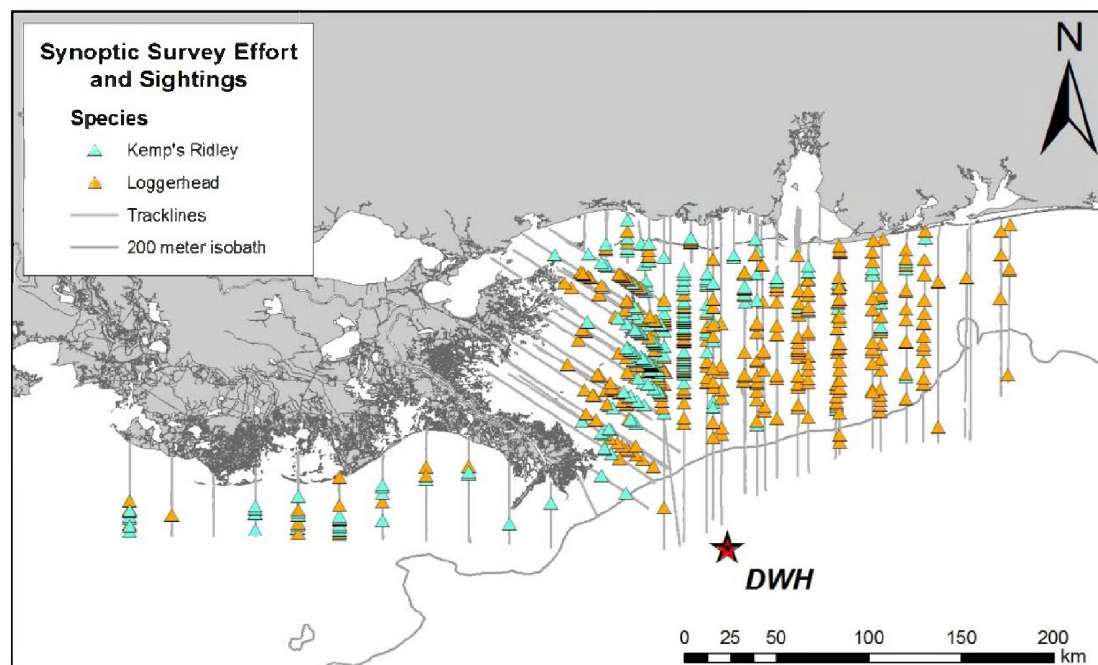 Synoptic Survey Effort
and Sightings
Species
Kemp's Ridley
Loggerhead
Tracklines
200 meter isobath
N
DWH
0 25 50 100 150 200
km